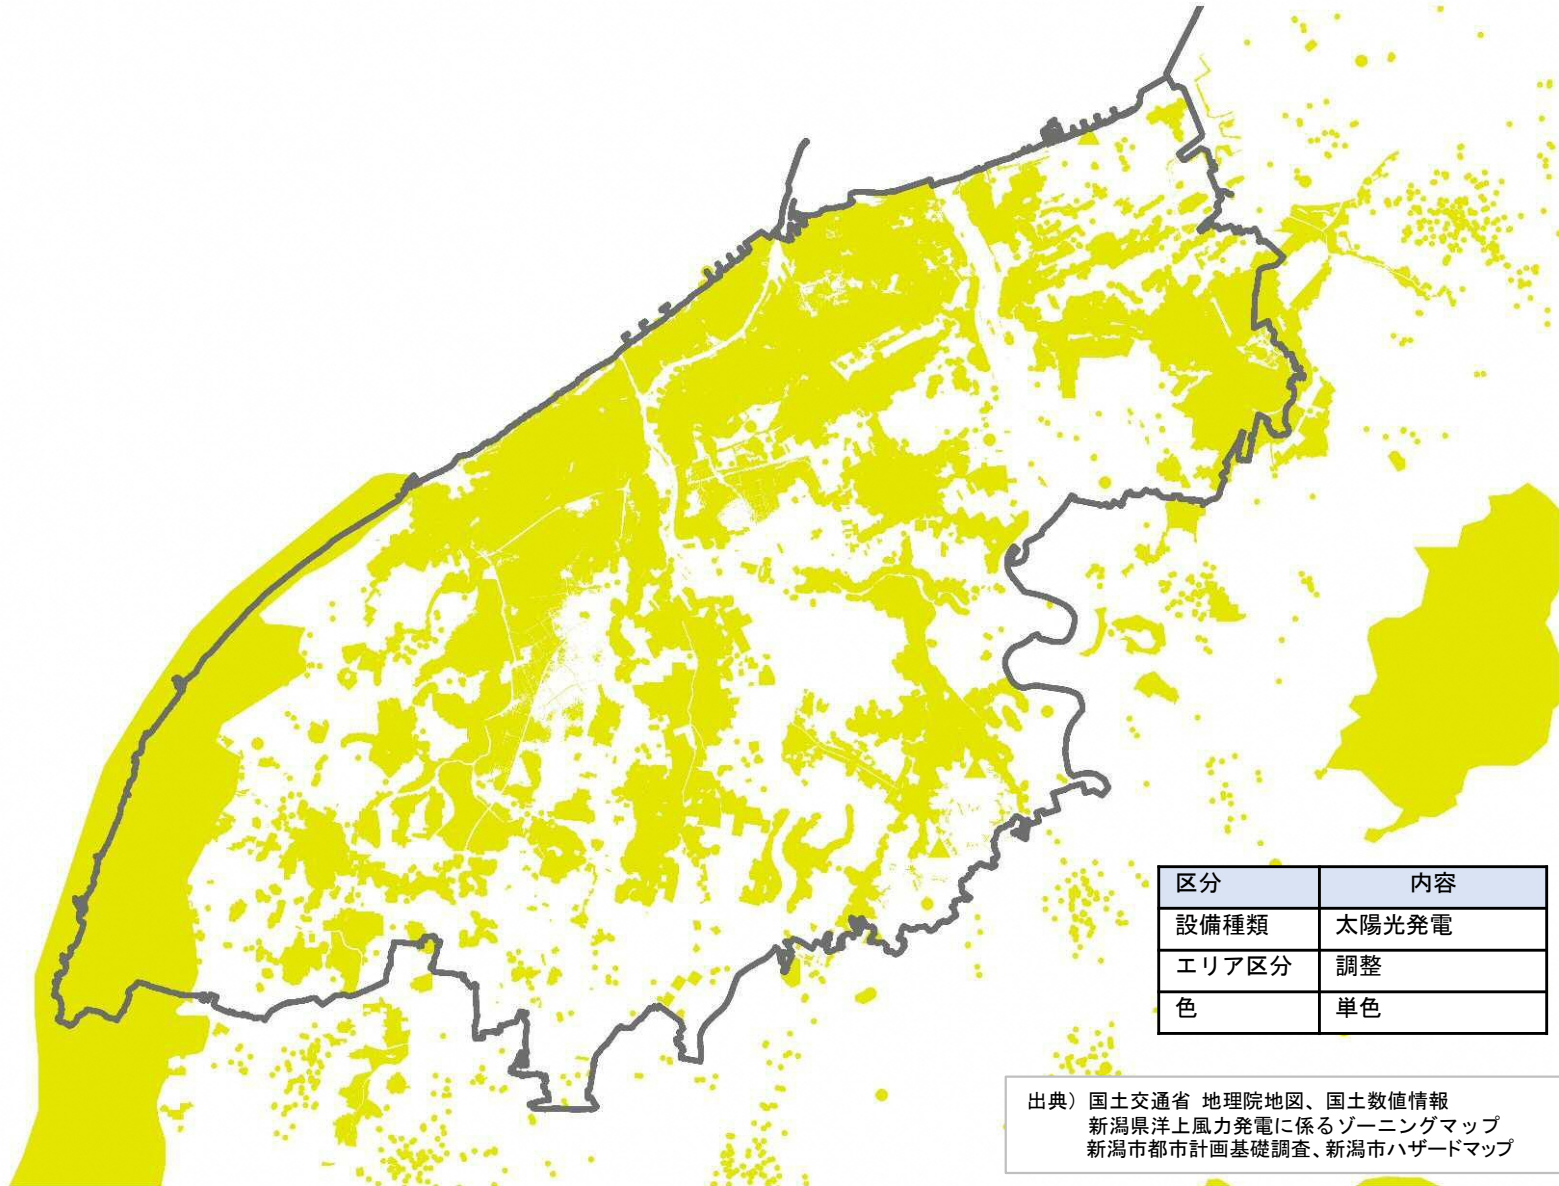 区分 内容
設備種類 太陽光発電
エリア区分 調整
色 単色
出典）国土交通省 地理院地図、国土数値情報
新潟県洋上風力発電に係るゾーニングマップ
新潟市都市計画基礎調査、新潟市ハザードマップ